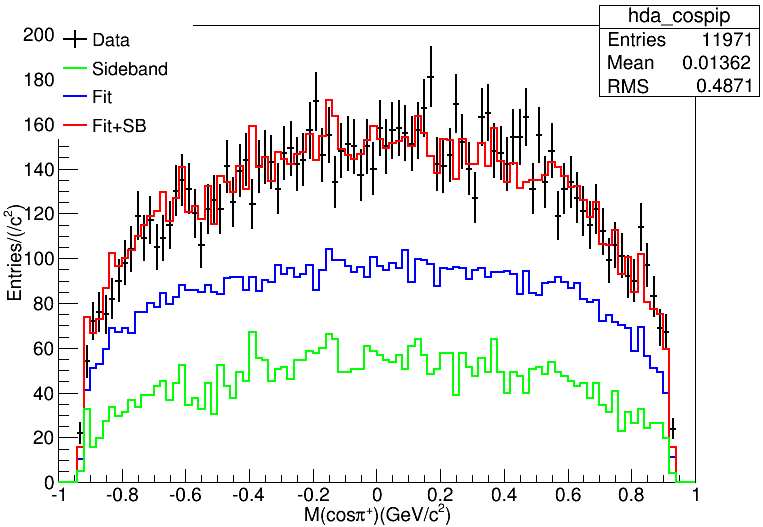 hda_cospip
Entries 11971
Mean 0.01362
RMS 0.4871
Data
Sideband
Fit
Fit+SB
Entries/(/c²)
200
180
160
140
120
100
80
60
40
20
0
-1 -0.8 -0.6 -0.4 -0.2 0 0.2 0.4 0.6 0.8 1
M(cosπ⁺)(GeV/c²)